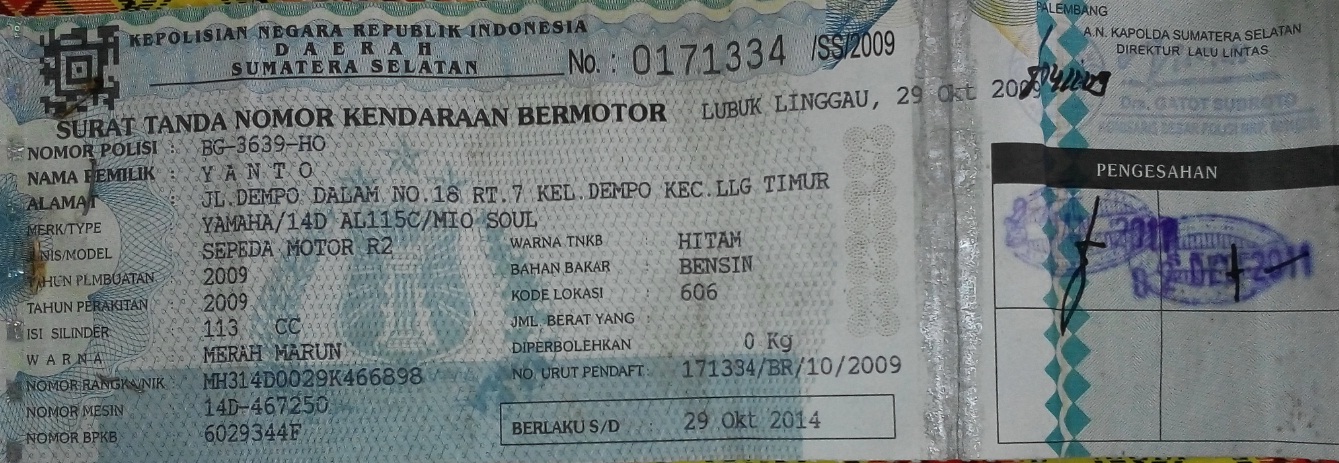 KEPOLISIAN NEGARA REPUBLIK INDONESIA
DAERAH
SUMATERA SELATAN
No. : 0171334 /SS/2009
SURAT TANDA NOMOR KENDARAAN BERMOTOR
LUBUK LINGGAU, 29 Okt 2009
NOMOR POLISI : BG-3639-HO
NAMA PEMILIK : YANTO
ALAMAT : JL.DEMPO DALAM NO.18 RT.7 KEL.DEMPO KEC.LLG TIMUR
MERK/TYPE : YAMAHA/14D AL115C/MIO SOUL
JENIS/MODEL : SEPEDA MOTOR R2
TAHUN PEMBUATAN : 2009
TAHUN PERAKITAN : 2009
ISI SILINDER : 113 CC
WARNA : MERAH MARUN
NOMOR RANGKA/NIK : MH314D0029K466898
NOMOR MESIN : 14D-467250
NOMOR BPKB : 6029344F
WARNA TNKB : HITAM
BAHAN BAKAR : BENSIN
KODE LOKASI : 606
JML. BERAT YANG :
DIPERBOLEHKAN 0 Kg
NO. URUT PENDAFT : 171334/BR/10/2009
BERLAKU S/D : 29 Okt 2014
PALEMBANG
A.N. KAPOLDA SUMATERA SELATAN
DIREKTUR LALU LINTAS
Drs. GATOT SUBROTO
PENGESAHAN